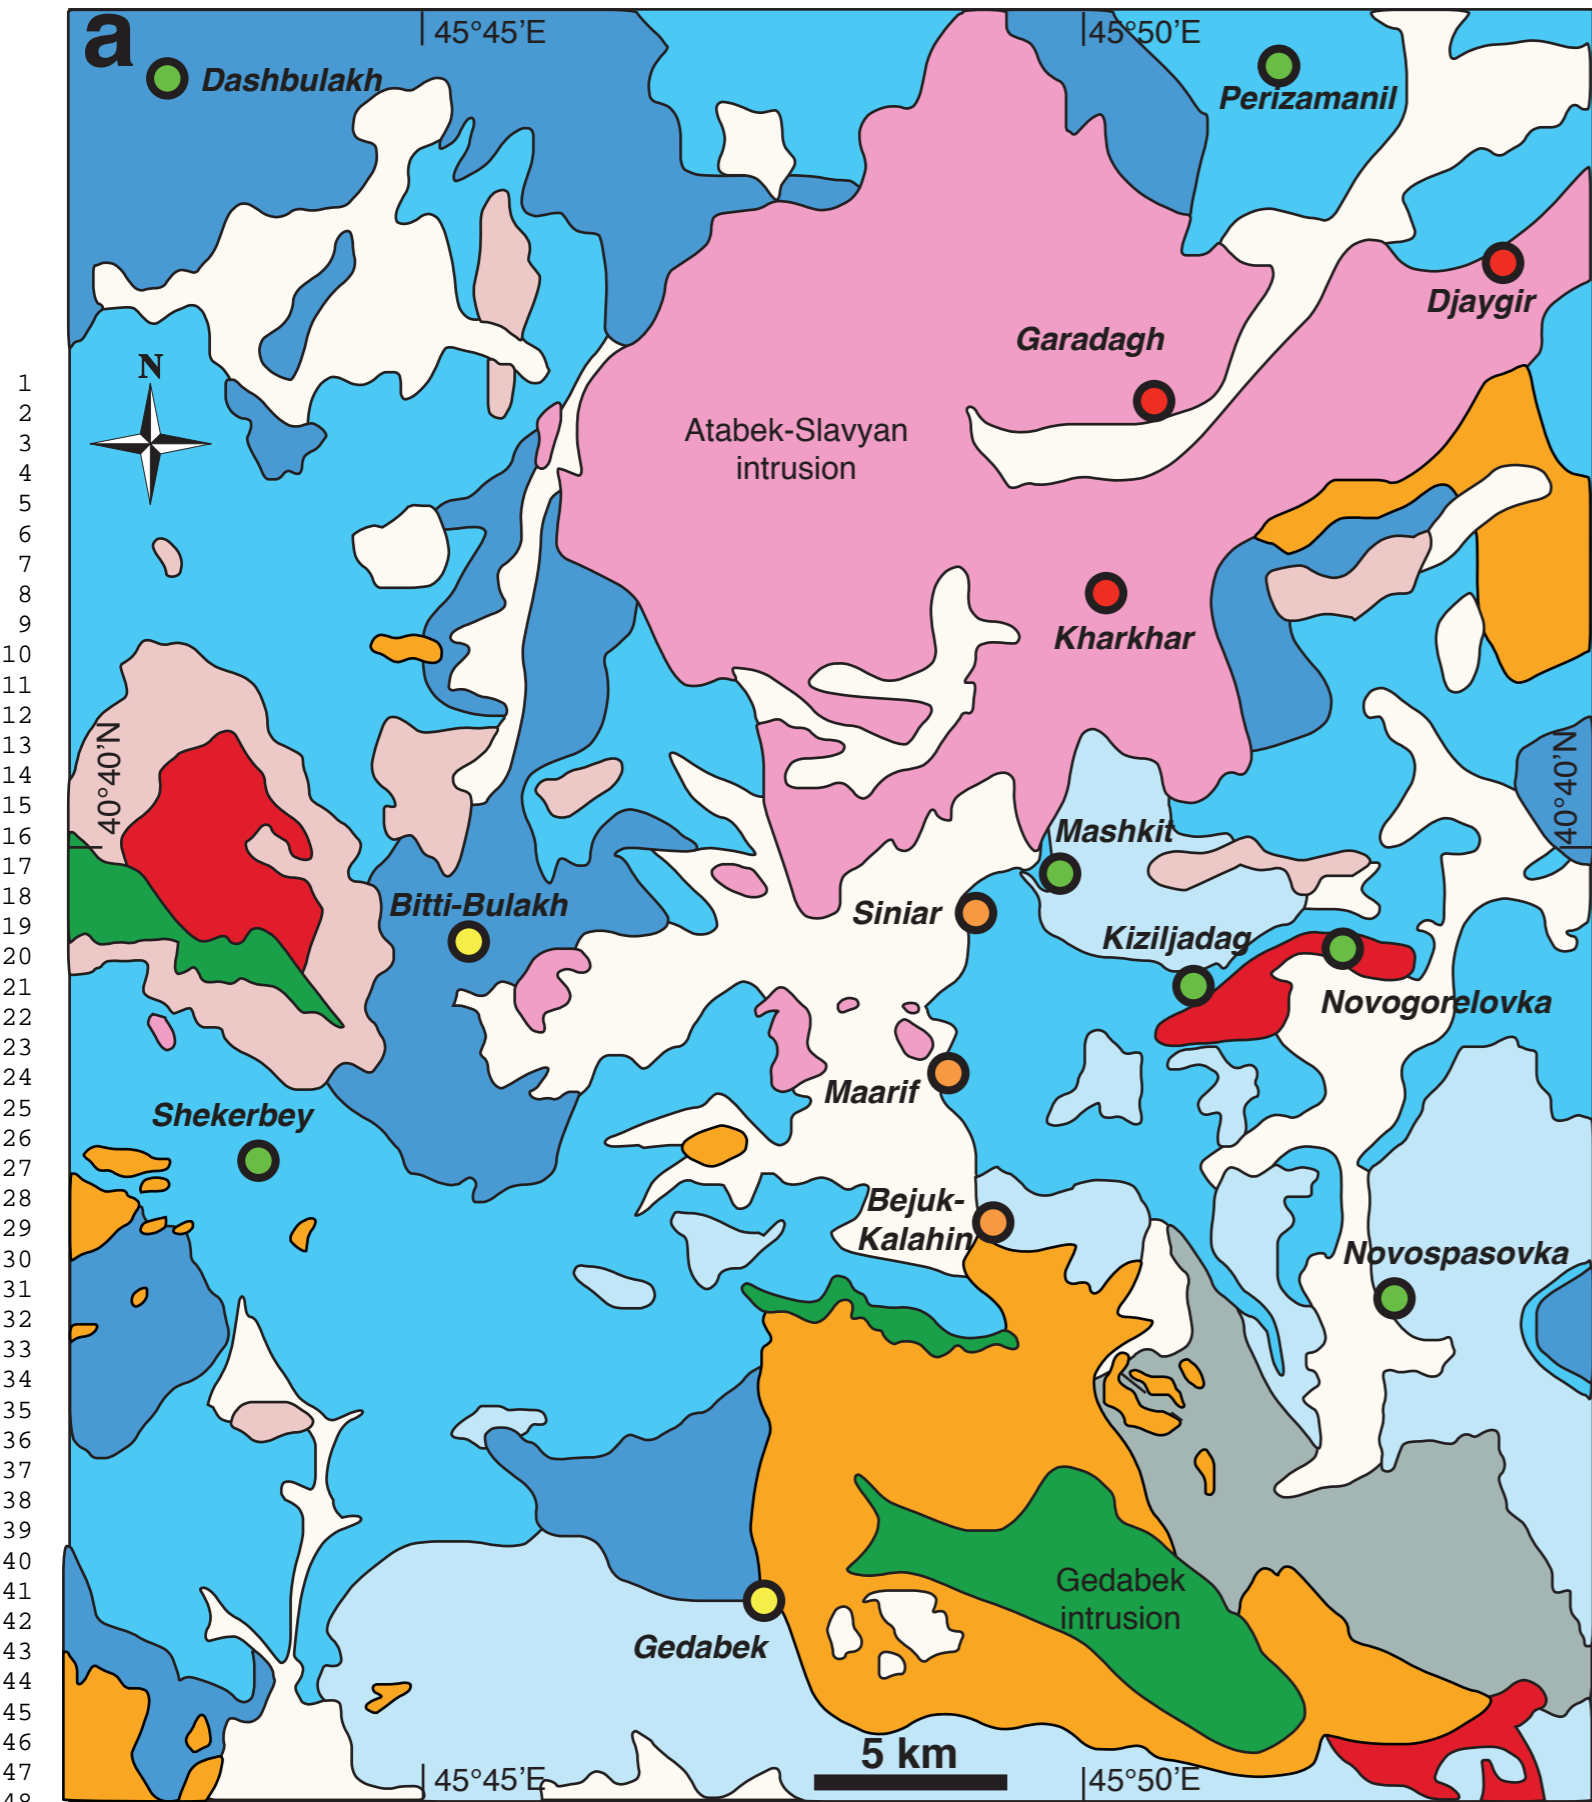 a
45°45'E
45°50'E
Dashbulakh
Perizamanil
Djaygir
Garadagh
N
Atabek-Slavyan
intrusion
Kharkhar
40°40'N
40°40'N
Mashkit
Bitti-Bulakh
Siniar
Kiziljadag
Novogorelovka
Maarif
Shekerbey
Bejuk-
Kalahin
Novospasovka
Gedabek
intrusion
Gedabek
5 km
45°45'E
45°50'E
1
2
3
4
5
6
7
8
9
10
11
12
13
14
15
16
17
18
19
20
21
22
23
24
25
26
27
28
29
30
31
32
33
34
35
36
37
38
39
40
41
42
43
44
45
46
47
48